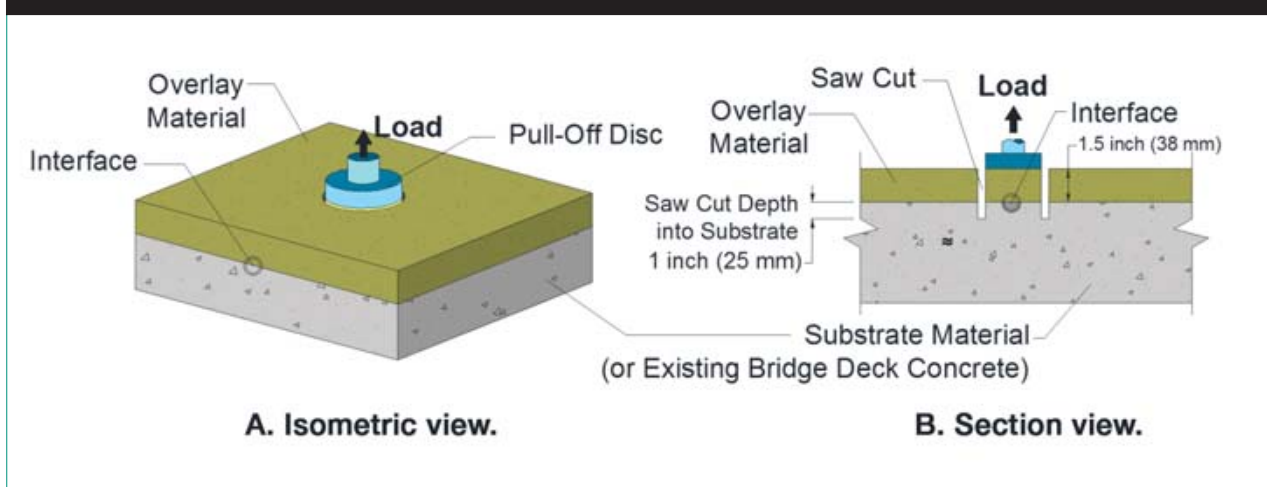 Overlay
Material
Load
Pull-Off Disc
Interface
A. Isometric view.
Saw Cut
Load
Overlay
Material
Interface
1.5 inch (38 mm)
Saw Cut Depth
into Substrate
1 inch (25 mm)
≈
Substrate Material
(or Existing Bridge Deck Concrete)
B. Section view.